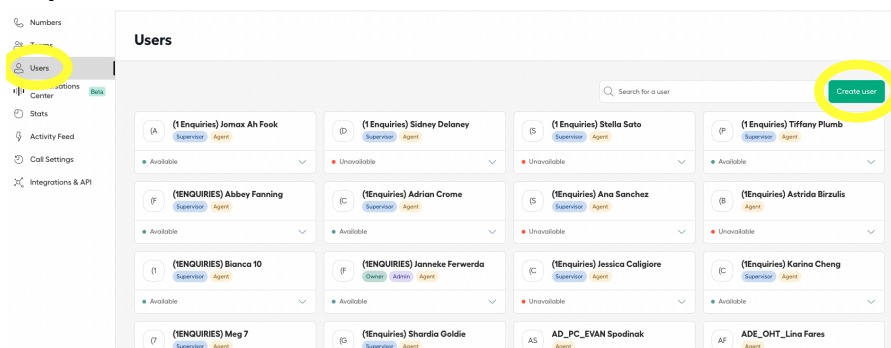 Numbers
Teams
Users
Center
Beta
Stats
Activity Feed
Call Settings
Integrations & API
Users
Search for a user
Create user
(A
(1 Enquiries) Jomax Ah Fook
Supervisor Agent
Available
(D
(1 Enquiries) Sidney Delaney
Supervisor Agent
Unavailable
(S
(1 Enquiries) Stella Sato
Supervisor Agent
Unavailable
(P
(1 Enquiries) Tiffany Plumb
Supervisor Agent
Available
(F
(1ENQUIRIES) Abbey Fanning
Supervisor Agent
Available
(C
(1Enquiries) Adrian Crome
Supervisor Agent
Available
(S
(1Enquiries) Ana Sanchez
Supervisor Agent
Unavailable
(B
(1Enquiries) Astrida Birzulis
Agent
Unavailable
(1
(1ENQUIRIES) Bianca 10
Supervisor Agent
Available
(F
(1ENQUIRIES) Janneke Ferwerda
Owner Admin Agent
Available
(C
(1Enquiries) Jessica Caligiore
Supervisor Agent
Unavailable
(C
(1Enquiries) Karina Cheng
Supervisor Agent
Available
(7
(1ENQUIRIES) Meg 7
Supervisor Agent
(G
(1Enquiries) Shardia Goldie
Supervisor Agent
AS
AD_PC_EVAN Spodinak
Agent
AF
ADE_OHT_Lina Fares
Agent